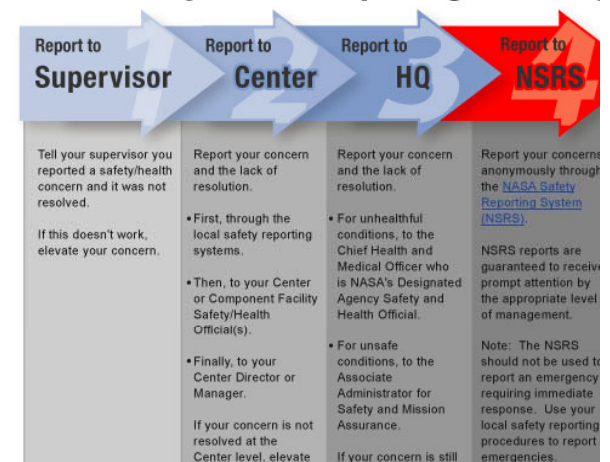 Report to
Supervisor
1
Report to
Center
2
Report to
HQ
3
Report to
NSRS
4
Tell your supervisor you
reported a safety/health
concern and it was not
resolved.
If this doesn't work,
elevate your concern.
Report your concern
and the lack of
resolution.
• First, through the
local safety reporting
systems.
• Then, to your Center
or Component Facility
Safety/Health
Official(s).
• Finally, to your
Center Director or
Manager.
If your concern is not
resolved at the
Center level, elevate
Report your concern
and the lack of
resolution.
• For unhealthful
conditions, to the
Chief Health and
Medical Officer who
is NASA's Designated
Agency Safety and
Health Official.
• For unsafe
conditions, to the
Associate
Administrator for
Safety and Mission
Assurance.
If your concern is still
Report your concerns
anonymously through
the NASA Safety
Reporting System
(NSRS).
NSRS reports are
guaranteed to receive
prompt attention by
the appropriate level
of management.
Note: The NSRS
should not be used to
report an emergency
requiring immediate
response. Use your
local safety reporting
procedures to report
emergencies.